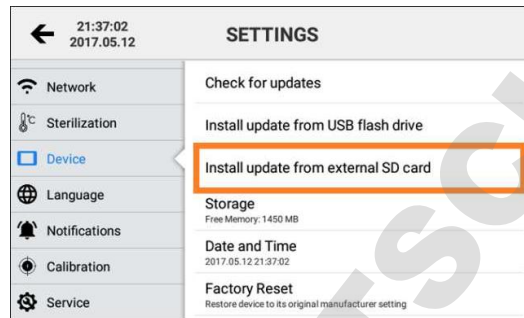 21:37:02
2017.05.12
SETTINGS
Network
Sterilization
Device
Language
Notifications
Calibration
Service
Check for updates
Install update from USB flash drive
Install update from external SD card
Storage
Free Memory: 1450 MB
Date and Time
2017.05.12 21:37:02
Factory Reset
Restore device to its original manufacturer setting